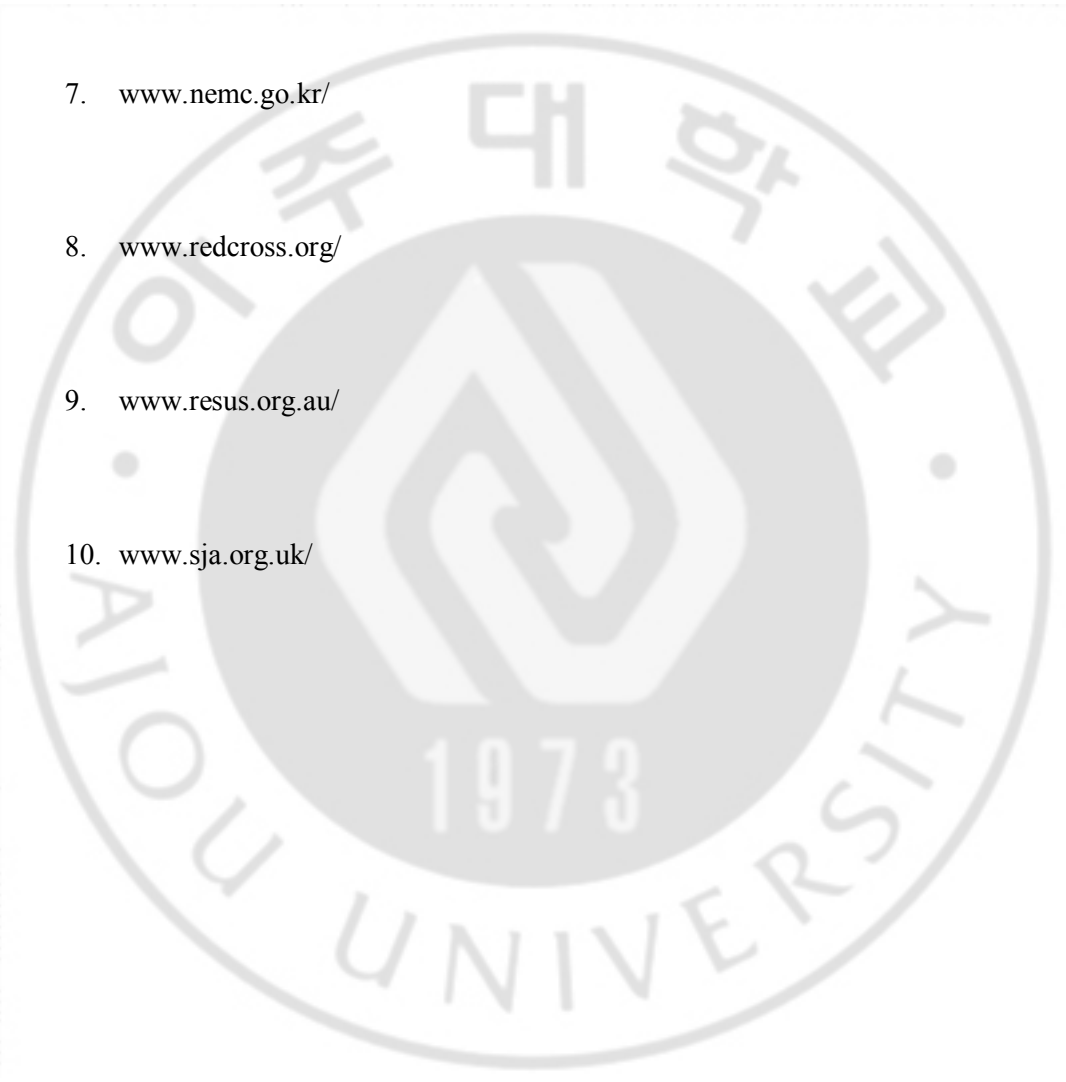 7. www.nemc.go.kr/
8. www.redcross.org/
9. www.resus.org.au/
10. www.sja.org.uk/
아주대학교
1973
AJOU UNIVERSITY